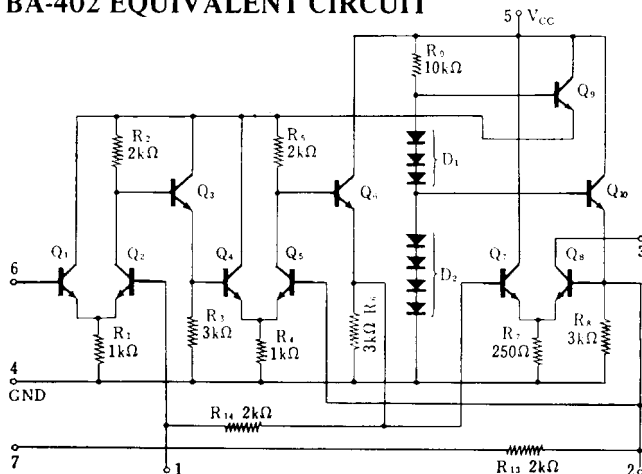 BA-402 EQUIVALENT CIRCUIT
5 VCC
R9
10kΩ
Q9
R2
2kΩ
R5
2kΩ
D1
Q3
Q6
Q10
Q1
Q2
Q4
Q5
D2
Q7
Q8
3
6
R1
1kΩ
R3
3kΩ
R4
1kΩ
3kΩ R6
R7
250Ω
R8
3kΩ
4
GND
R14 2kΩ
7
1
R13 2kΩ
2